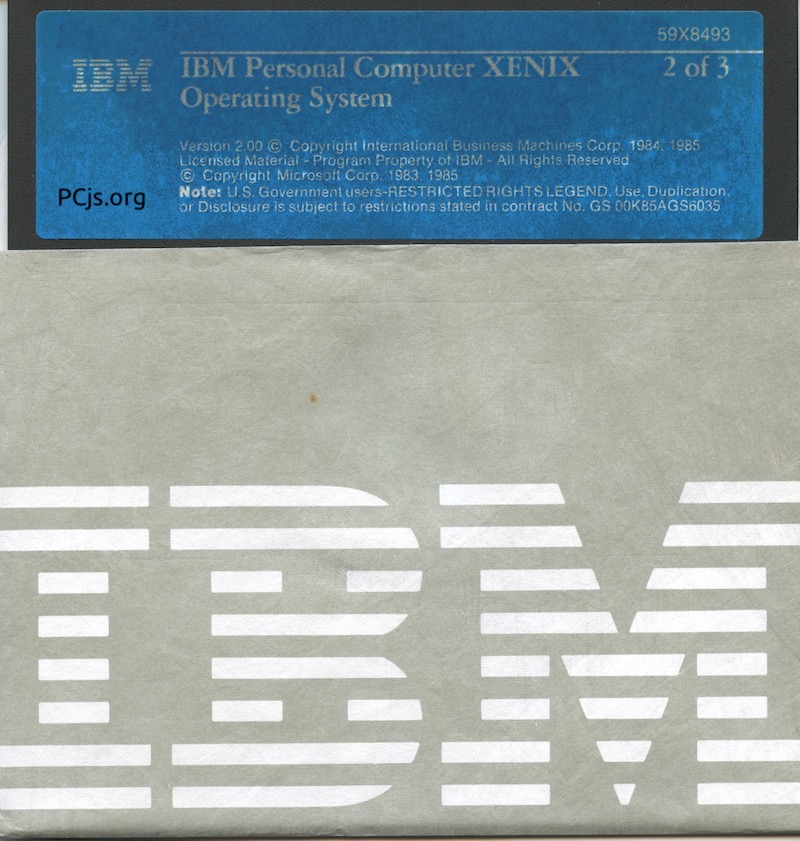 59X8493
IBM
IBM Personal Computer XENIX 2 of 3
Operating System
Version 2.00 © Copyright International Business Machines Corp. 1984, 1985
Licensed Material - Program Property of IBM - All Rights Reserved
© Copyright Microsoft Corp. 1983, 1985
Note: U.S. Government users-RESTRICTED RIGHTS LEGEND. Use, Duplication,
or Disclosure is subject to restrictions stated in contract No. GS 00K85AGS6035
PCjs.org
IBM